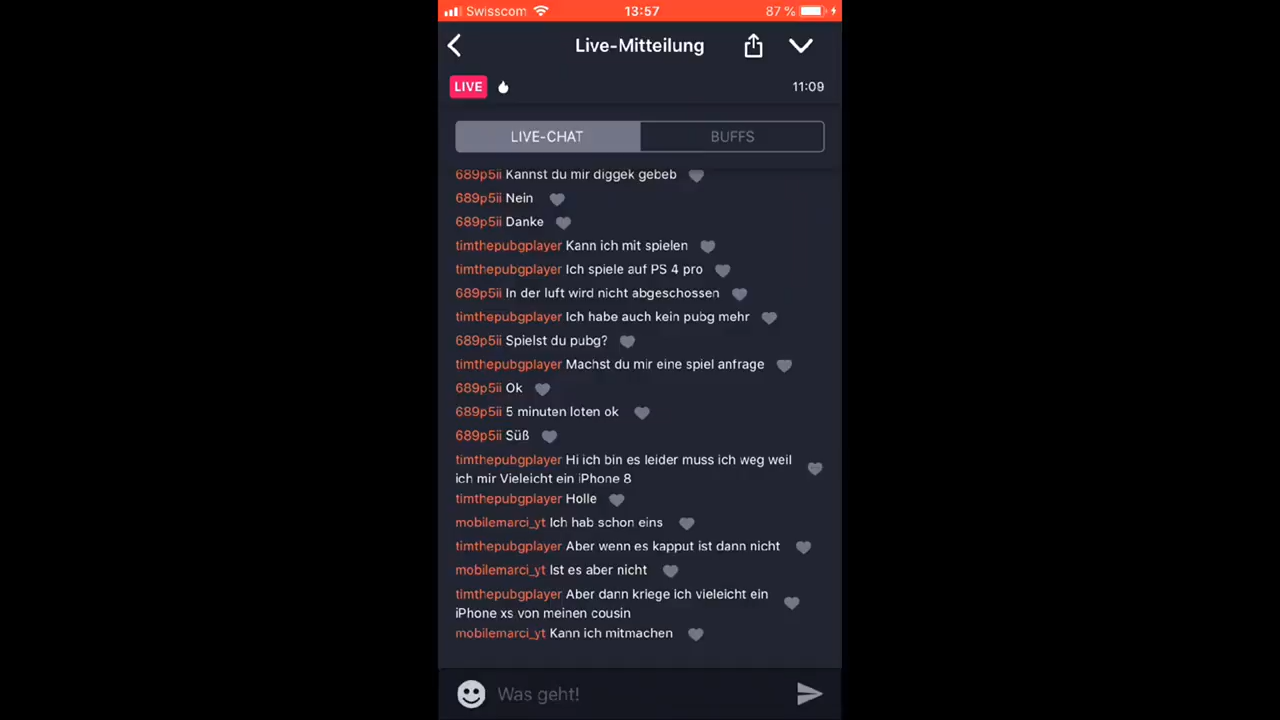 Swisscom 13:57 87 %
Live-Mitteilung
LIVE 11:09
LIVE-CHAT BUFFS
689p5ii Kannst du mir diggek gebeb
689p5ii Nein
689p5ii Danke
timthepubgplayer Kann ich mit spielen
timthepubgplayer Ich spiele auf PS 4 pro
689p5ii In der luft wird nicht abgeschossen
timthepubgplayer Ich habe auch kein pubg mehr
689p5ii Spielst du pubg?
timthepubgplayer Machst du mir eine spiel anfrage
689p5ii Ok
689p5ii 5 minuten loten ok
689p5ii Süß
timthepubgplayer Hi ich bin es leider muss ich weg weil
ich mir Vieleicht ein iPhone 8
timthepubgplayer Holle
mobilemarci_yt Ich hab schon eins
timthepubgplayer Aber wenn es kapput ist dann nicht
mobilemarci_yt Ist es aber nicht
timthepubgplayer Aber dann kriege ich vieleicht ein
iPhone xs von meinen cousin
mobilemarci_yt Kann ich mitmachen
Was geht!